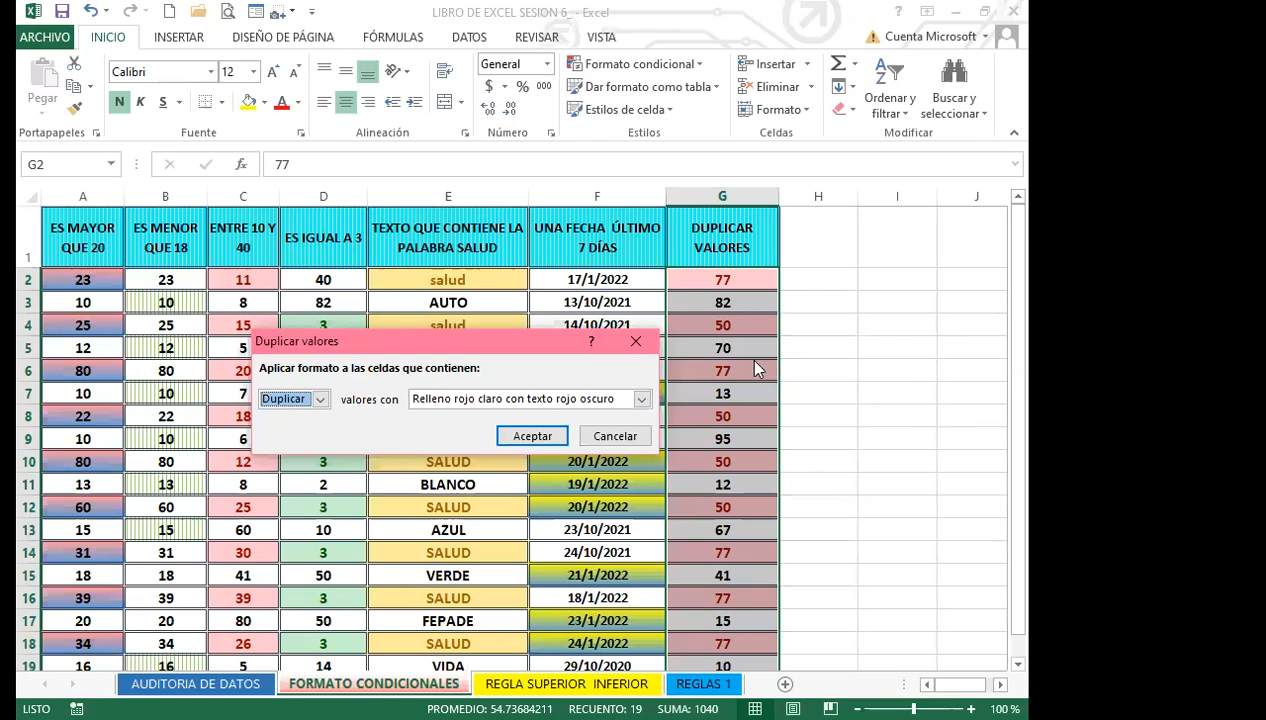 LIBRO DE EXCEL SESION 6_ - Excel
ARCHIVO INICIO INSERTAR DISEÑO DE PÁGINA FÓRMULAS DATOS REVISAR VISTA Cuenta Microsoft
Calibri 12 General Formato condicional Insertar
Pegar N K S $ % 000 Dar formato como tabla Eliminar Ordenar y filtrar Buscar y seleccionar
Estilos de celda Formato
Portapapeles Fuente Alineación Número Estilos Celdas Modificar
G2 fx 77
A B C D E F G H I J
1 ES MAYOR QUE 20 ES MENOR QUE 18 ENTRE 10 Y 40 ES IGUAL A 3 TEXTO QUE CONTIENE LA PALABRA SALUD UNA FECHA ÚLTIMO 7 DÍAS DUPLICAR VALORES
2 23 23 11 40 salud 17/1/2022 77
3 10 10 8 82 AUTO 13/10/2021 82
4 25 25 15 3 salud 14/10/2021 50
5 12 12 5 70
6 80 80 20 77
7 10 10 7 13
8 22 22 18 50
9 10 10 6 95
Duplicar valores ?
Aplicar formato a las celdas que contienen:
Duplicar valores con Relleno rojo claro con texto rojo oscuro
Aceptar Cancelar
10 80 80 12 3 SALUD 20/1/2022 50
11 13 13 8 2 BLANCO 19/1/2022 12
12 60 60 25 3 SALUD 20/1/2022 50
13 15 15 60 10 AZUL 23/10/2021 67
14 31 31 30 3 SALUD 24/10/2021 77
15 18 18 41 50 VERDE 21/1/2022 41
16 39 39 39 3 SALUD 18/1/2022 77
17 20 20 80 50 FEPADE 23/1/2022 15
18 34 34 26 3 SALUD 24/1/2022 77
19 16 16 5 14 VIDA 29/10/2020 10
AUDITORIA DE DATOS FORMATO CONDICIONALES REGLA SUPERIOR INFERIOR REGLAS 1
LISTO PROMEDIO: 54.73684211 RECUENTO: 19 SUMA: 1040 100 %